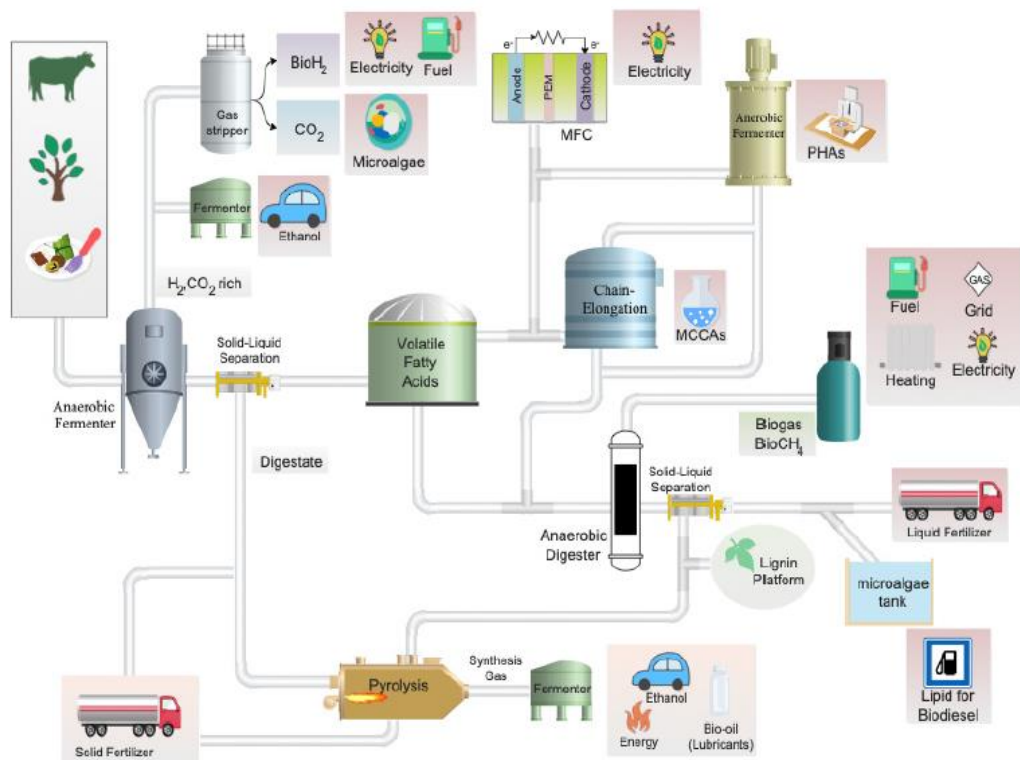 BioH2
Gas
stripper
CO2
Electricity
Fuel
Microalgae
Fermenter
Ethanol
H2,CO2 rich
e-
e-
Anode
PEM
Cathode
MFC
Electricity
Anerobic
Fermenter
PHAs
Chain-
Elongation
MCCAs
Volatile
Fatty
Acids
Solid-Liquid
Separation
Anaerobic
Fermenter
Digestate
Fuel
GAS
Grid
Heating
Electricity
Biogas
BioCH4
Solid-Liquid
Separation
Anaerobic
Digester
Liquid Fertilizer
Lignin
Platform
microalgae
tank
Lipid for
Biodiesel
Pyrolysis
Synthesis
Gas
Fermenter
Ethanol
Energy
Bio-oil
(Lubricants)
Solid Fertilizer